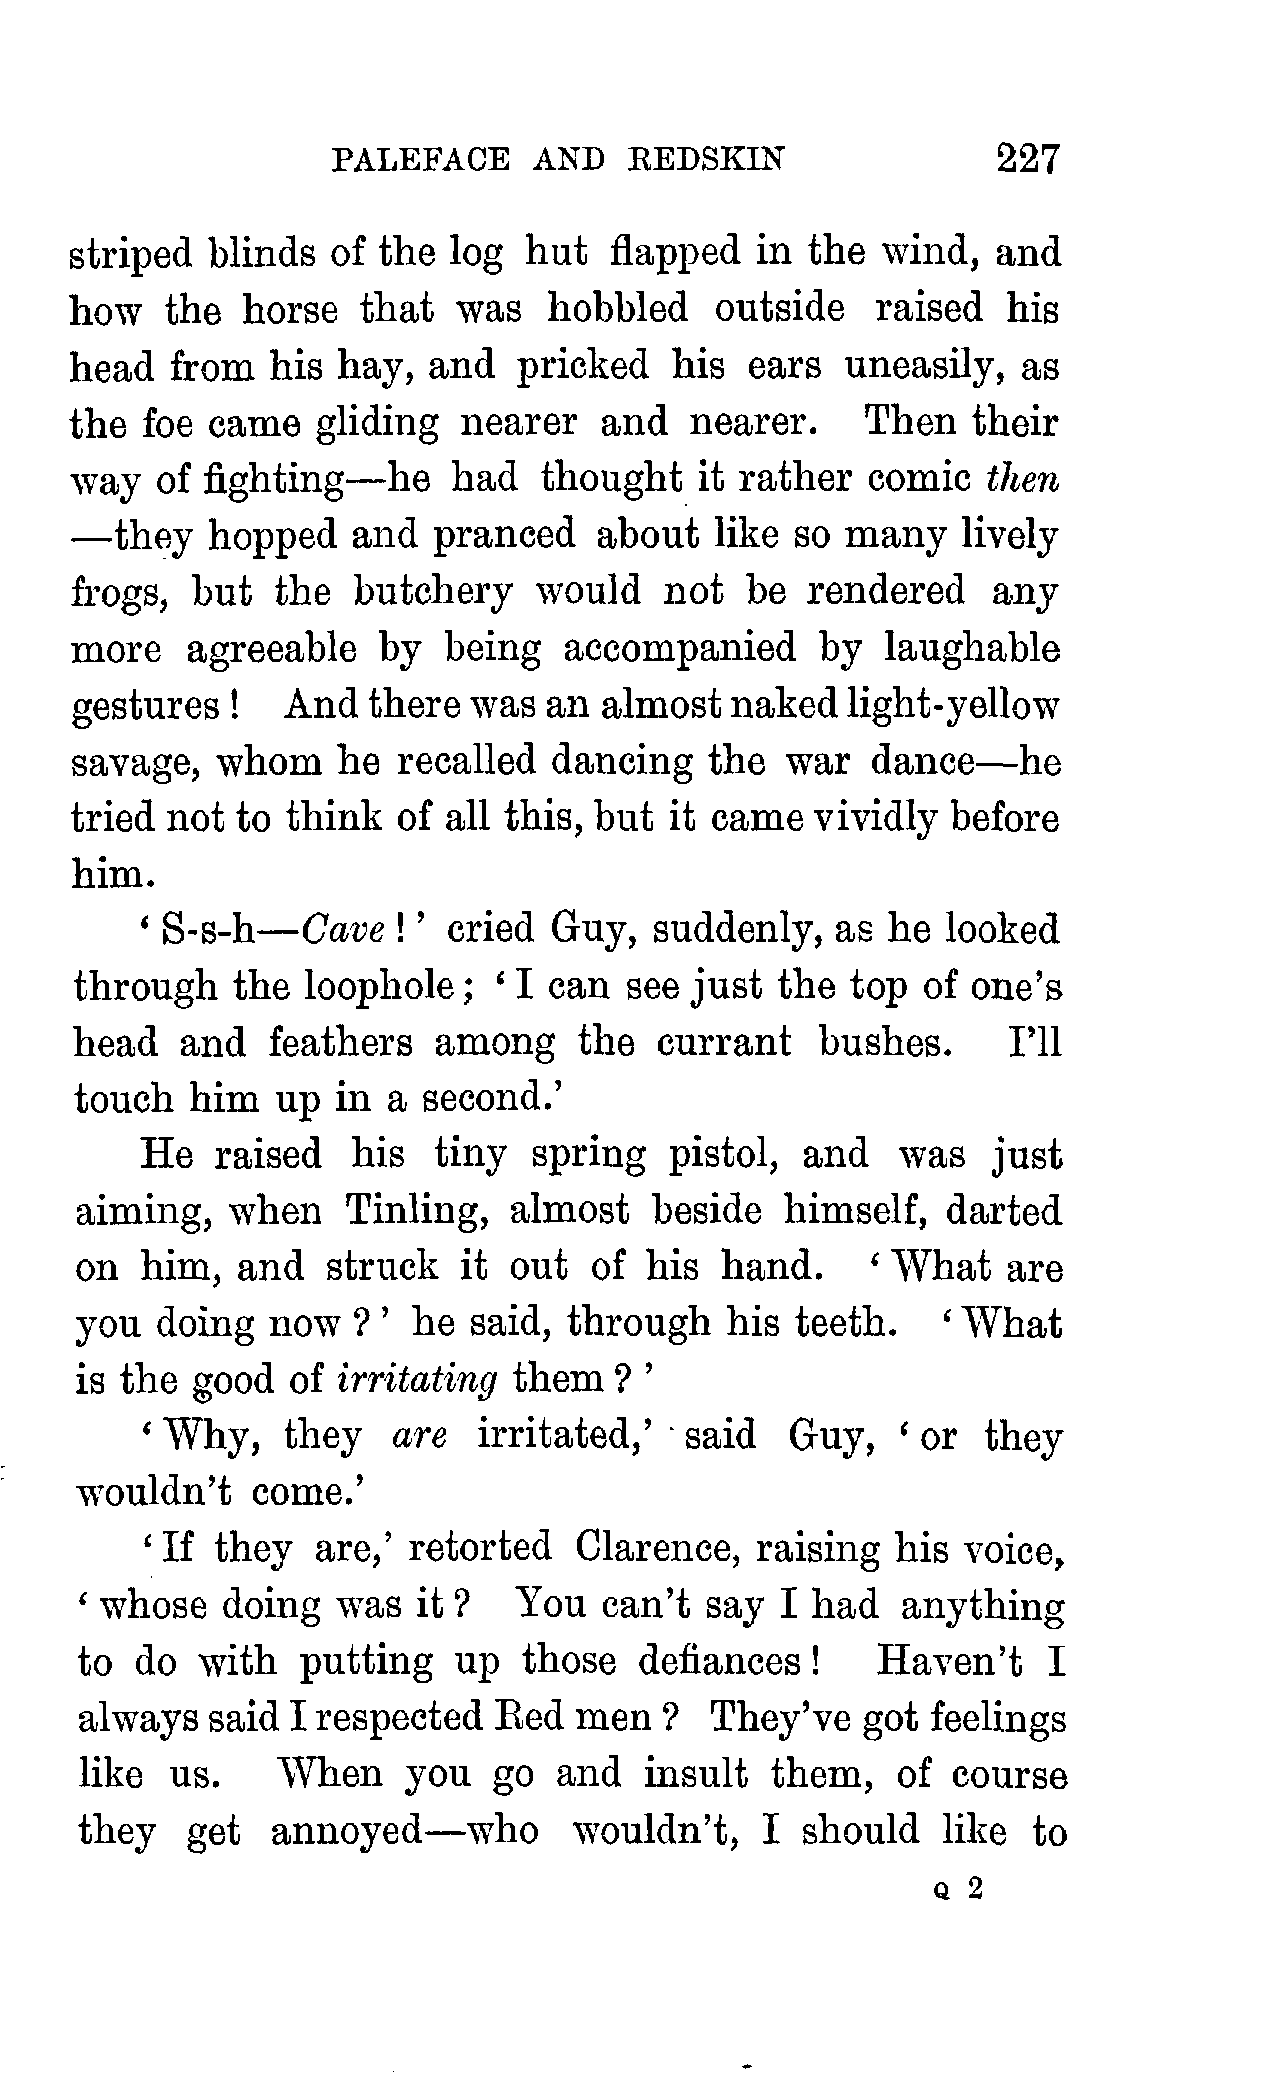 PALEFACE AND REDSKIN 227
striped blinds of the log hut flapped in the wind, and
how the horse that was hobbled outside raised his
head from his hay, and pricked his ears uneasily, as
the foe came gliding nearer and nearer. Then their
way of fighting—he had thought it rather comic then
—they hopped and pranced about like so many lively
frogs, but the butchery would not be rendered any
more agreeable by being accompanied by laughable
gestures ! And there was an almost naked light-yellow
savage, whom he recalled dancing the war dance—he
tried not to think of all this, but it came vividly before
him.
‘ S-s-h—Cave ! ’ cried Guy, suddenly, as he looked
through the loophole ; ‘ I can see just the top of one’s
head and feathers among the currant bushes. I’ll
touch him up in a second.’
He raised his tiny spring pistol, and was just
aiming, when Tinling, almost beside himself, darted
on him, and struck it out of his hand. ‘ What are
you doing now ? ’ he said, through his teeth. ‘ What
is the good of irritating them ? ’
‘ Why, they are irritated,’ said Guy, ‘ or they
wouldn’t come.’
‘ If they are,’ retorted Clarence, raising his voice,
‘ whose doing was it ? You can’t say I had anything
to do with putting up those defiances ! Haven’t I
always said I respected Red men ? They’ve got feelings
like us. When you go and insult them, of course
they get annoyed—who wouldn’t, I should like to
Q 2